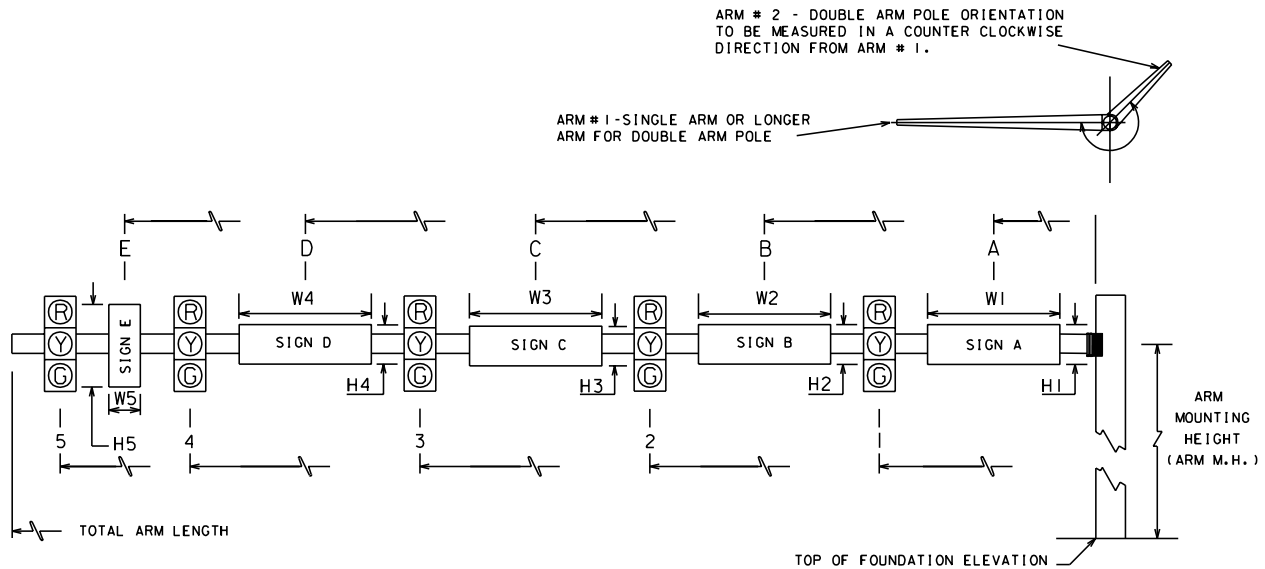 ARM # 2 - DOUBLE ARM POLE ORIENTATION
TO BE MEASURED IN A COUNTER CLOCKWISE
DIRECTION FROM ARM # 1.
ARM # 1-SINGLE ARM OR LONGER
ARM FOR DOUBLE ARM POLE
E
D
C
B
A
R
Y
G
SIGN E
R
Y
G
W4
SIGN D
R
Y
G
W3
SIGN C
R
Y
G
W2
SIGN B
R
Y
G
W1
SIGN A
W5
H5
H4
H3
H2
H1
5
4
3
2
1
ARM
MOUNTING
HEIGHT
(ARM M.H.)
TOTAL ARM LENGTH
TOP OF FOUNDATION ELEVATION